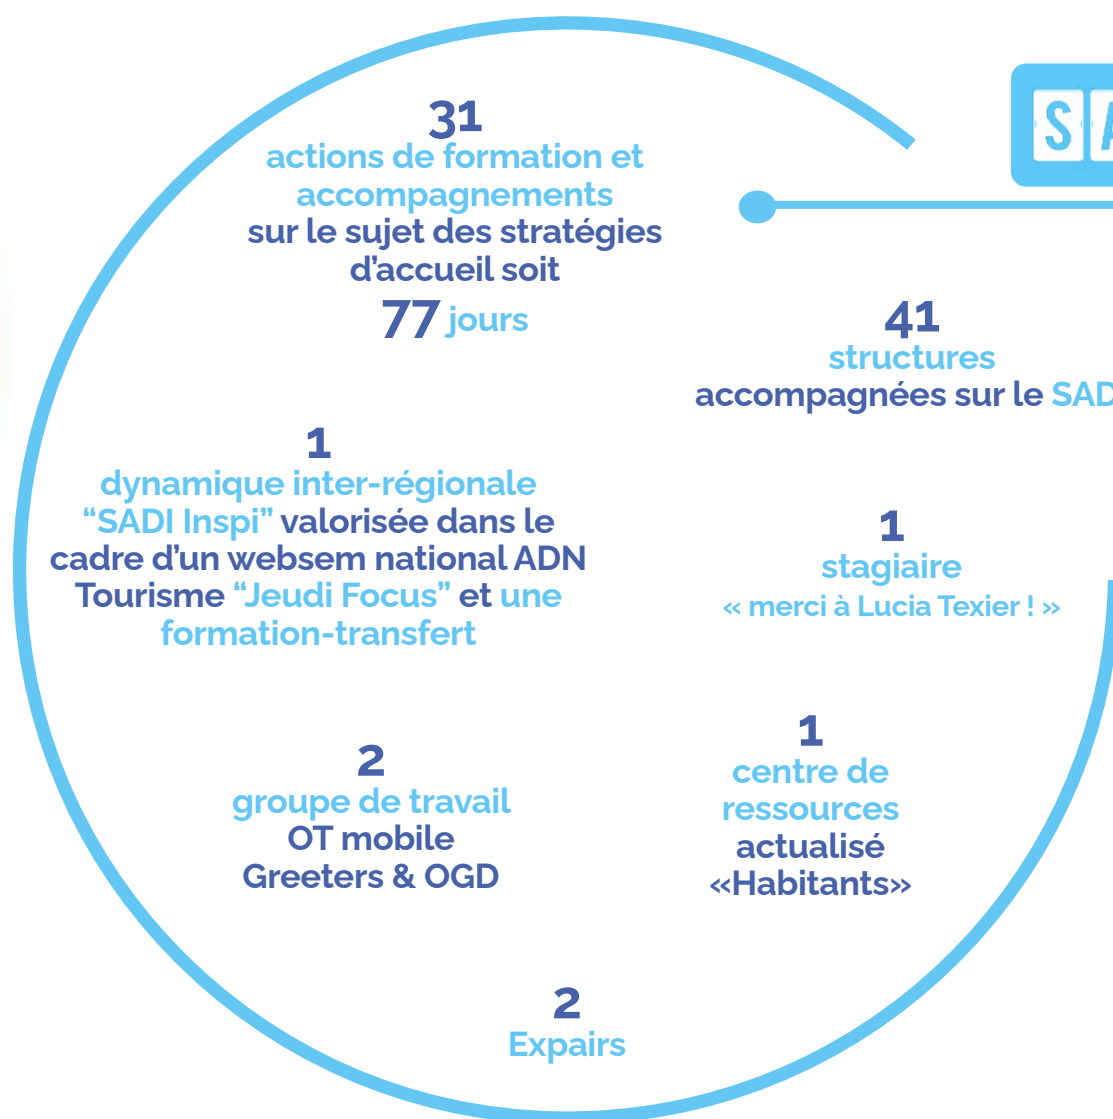 31
actions de formation et
accompagnements
sur le sujet des stratégies
d'accueil soit
77 jours
SA
41
structures
accompagnées sur le SAD
1
dynamique inter-régionale
“SADI Inspi” valorisée dans le
cadre d'un websem national ADN
Tourisme “Jeudi Focus” et une
formation-transfert
1
stagiaire
« merci à Lucia Texier ! »
2
groupe de travail
OT mobile
Greeters & OGD
1
centre de
ressources
actualisé
«Habitants»
2
Expairs